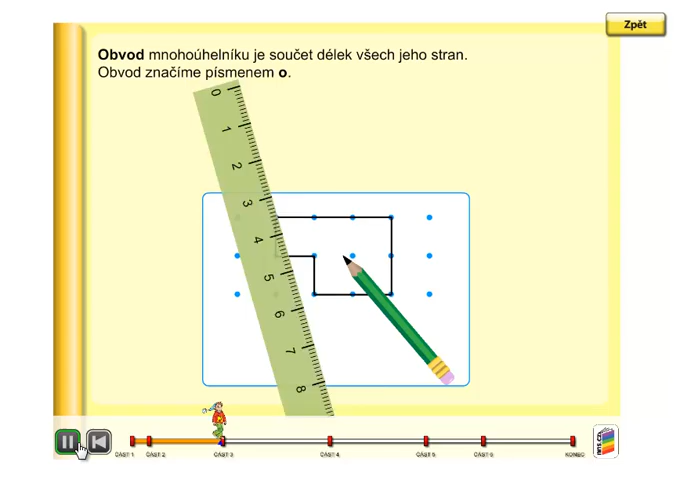 Zpět
Obvod mnohoúhelníku je součet délek všech jeho stran.
Obvod značíme písmenem o.
0
1
2
3
4
5
6
7
8
ČÁST 1 ČÁST 2 ČÁST 3 ČÁST 4 ČÁST 5 ČÁST 6 KONEC